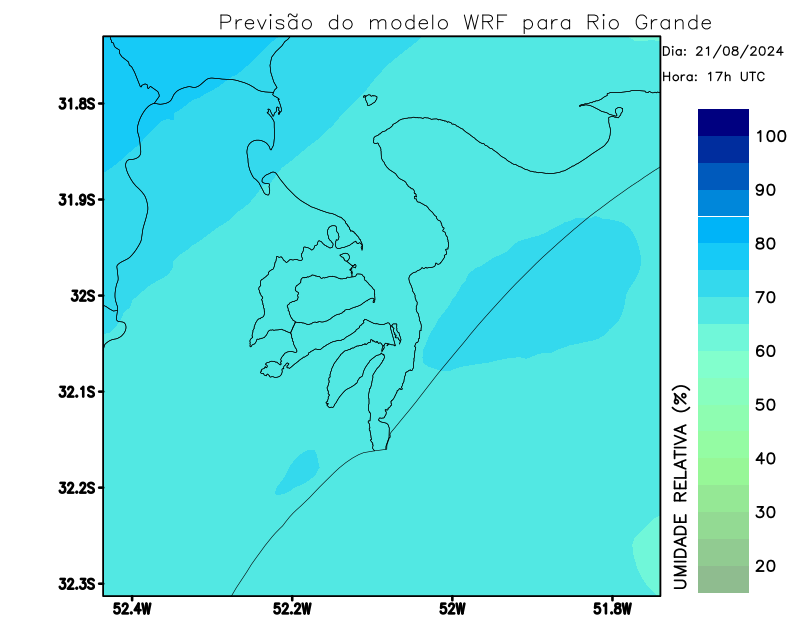 Previsão do modelo WRF para Rio Grande
Dia: 21/08/2024
Hora: 17h UTC
31.8S
31.9S
32S
32.1S
32.2S
32.3S
52.4W
52.2W
52W
51.8W
100
90
80
70
60
50
40
30
20
UMIDADE RELATIVA (%)